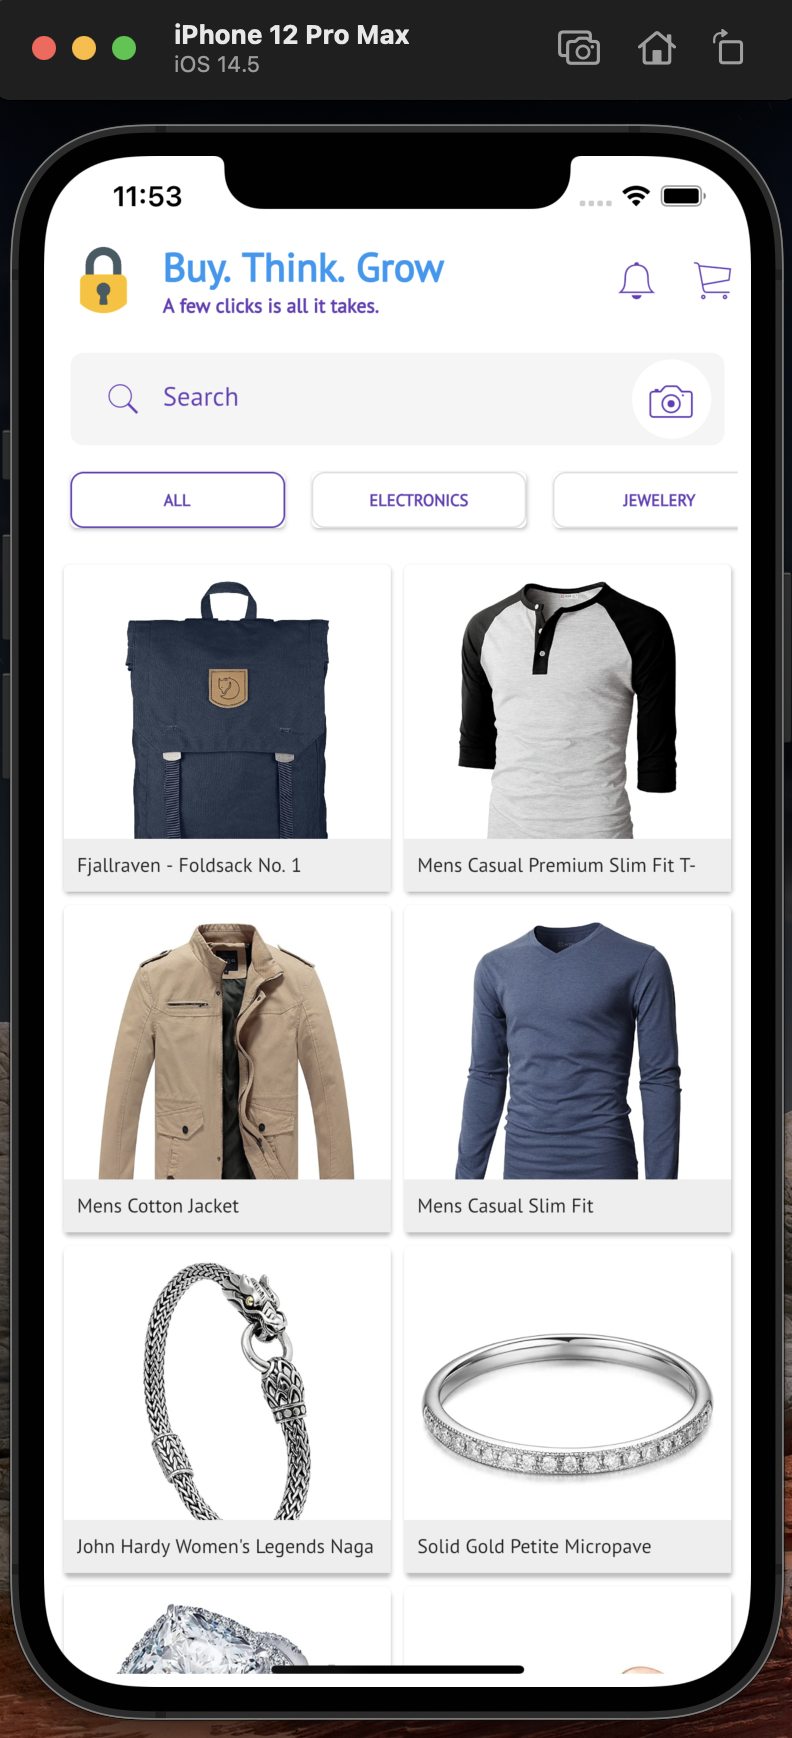 iPhone 12 Pro Max
iOS 14.5
11:53
Buy. Think. Grow
A few clicks is all it takes.
Search
ALL
ELECTRONICS
JEWELERY
Fjallraven - Foldsack No. 1
Mens Casual Premium Slim Fit T-
Mens Cotton Jacket
Mens Casual Slim Fit
John Hardy Women's Legends Naga
Solid Gold Petite Micropave